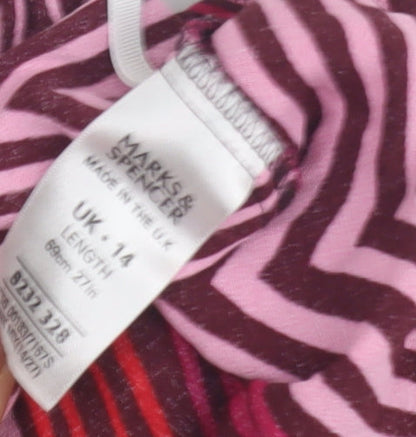 MARKS &
SPENCER
MADE IN THE U.K
UK • 14
LENGTH
69cm 27in
8232 328